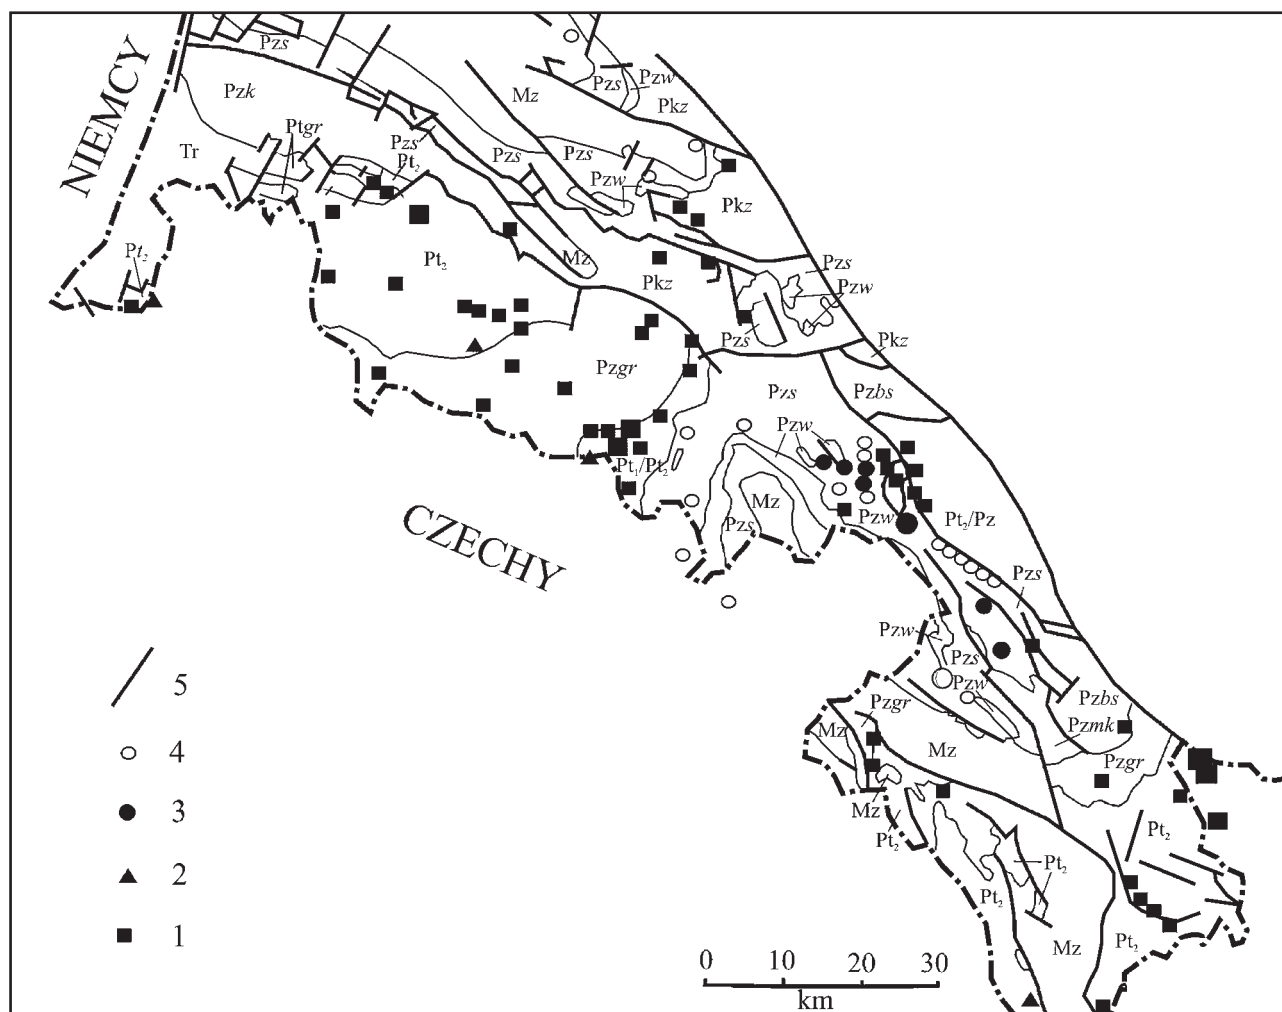 Pzs
Pzw
Pzs
Pzk
Mz
Pkz
NIEMCY
Ptgr
Pzs
Tr
Pt₂
Pzs
Pzs
Pzw
Pkz
Pt₂
Pt₂
Mz
Pkz
Pzs
Pzw
Pzs
Pkz
Pzgr
Pzs
Pzbs
Pzw
Pt₁/Pt₂
Mz
Pzs
Pzw
Pt₂/Pz
CZECHY
Pzs
Pzw
Pzs
Pzw
5
Pzbs
Pzgr
Pzmk
Mz
Mz
4
Pzgr
3
Mz
Pt₂
Pt₂
2
Pt₂
Pt₂
1
Mz
Pt₂
0 10 20 30
km